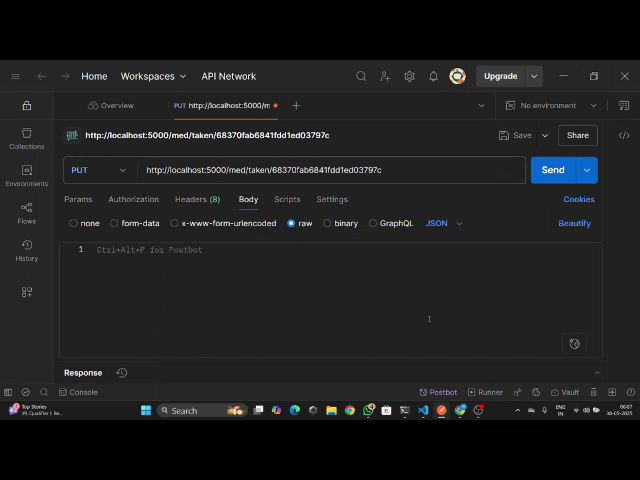 Home Workspaces API Network Upgrade
Overview PUT http://localhost:5000/m No environment
http://localhost:5000/med/taken/68370fab6841fdd1ed03797c Save Share
PUT http://localhost:5000/med/taken/68370fab6841fdd1ed03797c Send
Params Authorization Headers (8) Body Scripts Settings Cookies
none form-data x-www-form-urlencoded raw binary GraphQL JSON Beautify
1 Ctrl+Alt+P for Postbot
Collections
Environments
Flows
History
Response
Console Postbot Runner Vault
Top Stories
Search
ENG
IN
06:07
30-05-2025